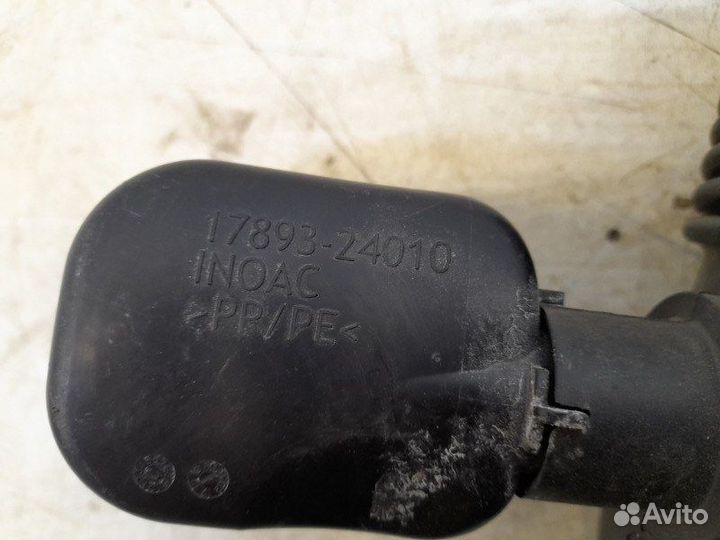 17893-24010
INOAC
>PP/PE<
Avito